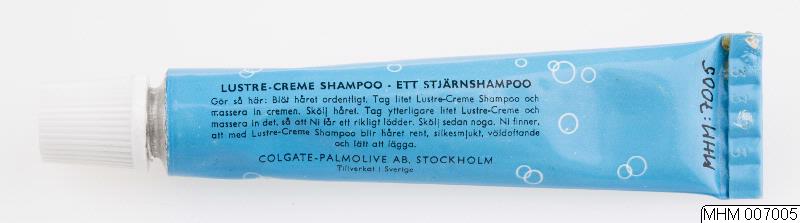 LUSTRE-CREME SHAMPOO - ETT STJÄRNSHAMPOO
Gör så här: Blöt håret ordentligt. Tag litet Lustre-Creme Shampoo och
massera in cremen. Skölj håret. Tag ytterligare litet Lustre-Creme och
massera in det, så att Ni får ett rikligt lödder. Skölj sedan noga. Ni finner,
att med Lustre-Creme Shampoo blir håret rent, silkesmjukt, väldoftande
och lätt att lägga.
COLGATE-PALMOLIVE AB, STOCKHOLM
Tillverkat i Sverige
MHM:7005
MHM 007005